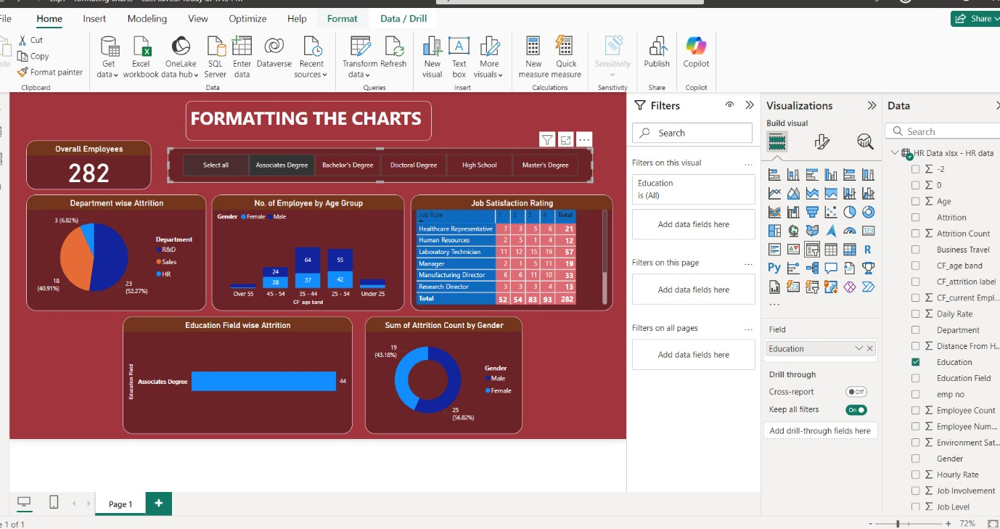 File Home Insert Modeling View Optimize Help Format Data / Drill Share
Cut
Copy
Format painter
Clipboard
Get data
Excel workbook
OneLake data hub
SQL Server
Enter data
Dataverse
Recent sources
Data
Transform data
Refresh
Queries
New visual
Text box
More visuals
Insert
New measure
Quick measure
Calculations
Sensitivity
Sensitivity
Publish
Share
Copilot
Copilot
FORMATTING THE CHARTS
Overall Employees
282
Select all Associates Degree Bachelor's Degree Doctoral Degree High School Master's Degree
Department wise Attrition
3 (6.82%)
18
(40.91%)
23
(52.27%)
Department
R&D
Sales
HR
No. of Employee by Age Group
Gender Female Male
24
28
64
37
55
42
Over 55 45 - 54 35 - 44 25 - 34 Under 25
CF_age band
Job Satisfaction Rating
Job Role 1 2 3 4 Total
Healthcare Representative 7 3 5 6 21
Human Resources 2 5 1 4 12
Laboratory Technician 11 12 15 19 57
Manager 2 1 5 11 19
Manufacturing Director 6 6 11 10 33
Research Director 3 3 3 4 13
Total 52 54 83 93 282
Education Field wise Attrition
Education Field
Associates Degree 44
Sum of Attrition Count by Gender
19
(43.18%)
25
(56.82%)
Gender
Male
Female
Page 1
1 of 1
72%
Filters
Search
Filters on this visual ...
Education
is (All)
Add data fields here
Filters on this page ...
Add data fields here
Filters on all pages ...
Add data fields here
Visualizations
Build visual
123
R
Py
...
Field
Education
Drill through
Cross-report Off
Keep all filters On
Add drill-through fields here
Data
Search
HR Data xlsx - HR data
-2
0
Age
Attrition
Attrition Count
Business Travel
CF_age band
CF_attrition label
CF_current Empl...
Daily Rate
Department
Distance From H...
Education
Education Field
emp no
Employee Count
Employee Num...
Environment Sat...
Gender
Hourly Rate
Job Involvement
Job Level